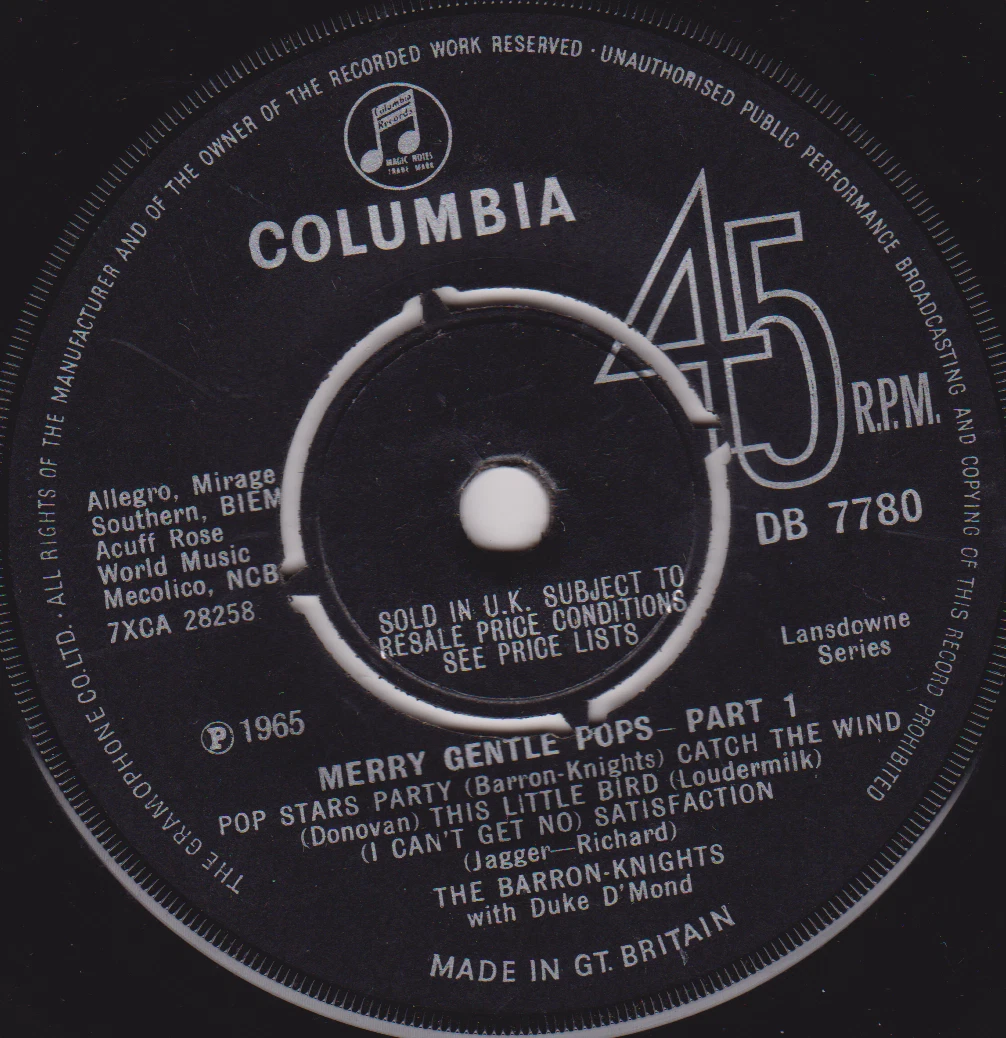 THE GRAMOPHONE CO. LTD. · ALL RIGHTS OF THE MANUFACTURER AND OF THE OWNER OF THE RECORDED WORK RESERVED · UNAUTHORISED PUBLIC PERFORMANCE BROADCASTING AND COPYING OF THIS RECORD PROHIBITED
Columbia
Records
MAGIC NOTES
TRADE MARK
COLUMBIA
45
R.P.M.
Allegro, Mirage
Southern, BIEM
Acuff Rose
World Music
Mecolico, NCB
7XCA 28258
DB 7780
SOLD IN U.K. SUBJECT TO
RESALE PRICE CONDITIONS
SEE PRICE LISTS
Lansdowne
Series
℗ 1965
MERRY GENTLE POPS— PART 1
POP STARS PARTY (Barron-Knights) CATCH THE WIND
(Donovan) THIS LITTLE BIRD (Loudermilk)
(I CAN'T GET NO) SATISFACTION
(Jagger—Richard)
THE BARRON-KNIGHTS
with Duke D'Mond
MADE IN GT. BRITAIN